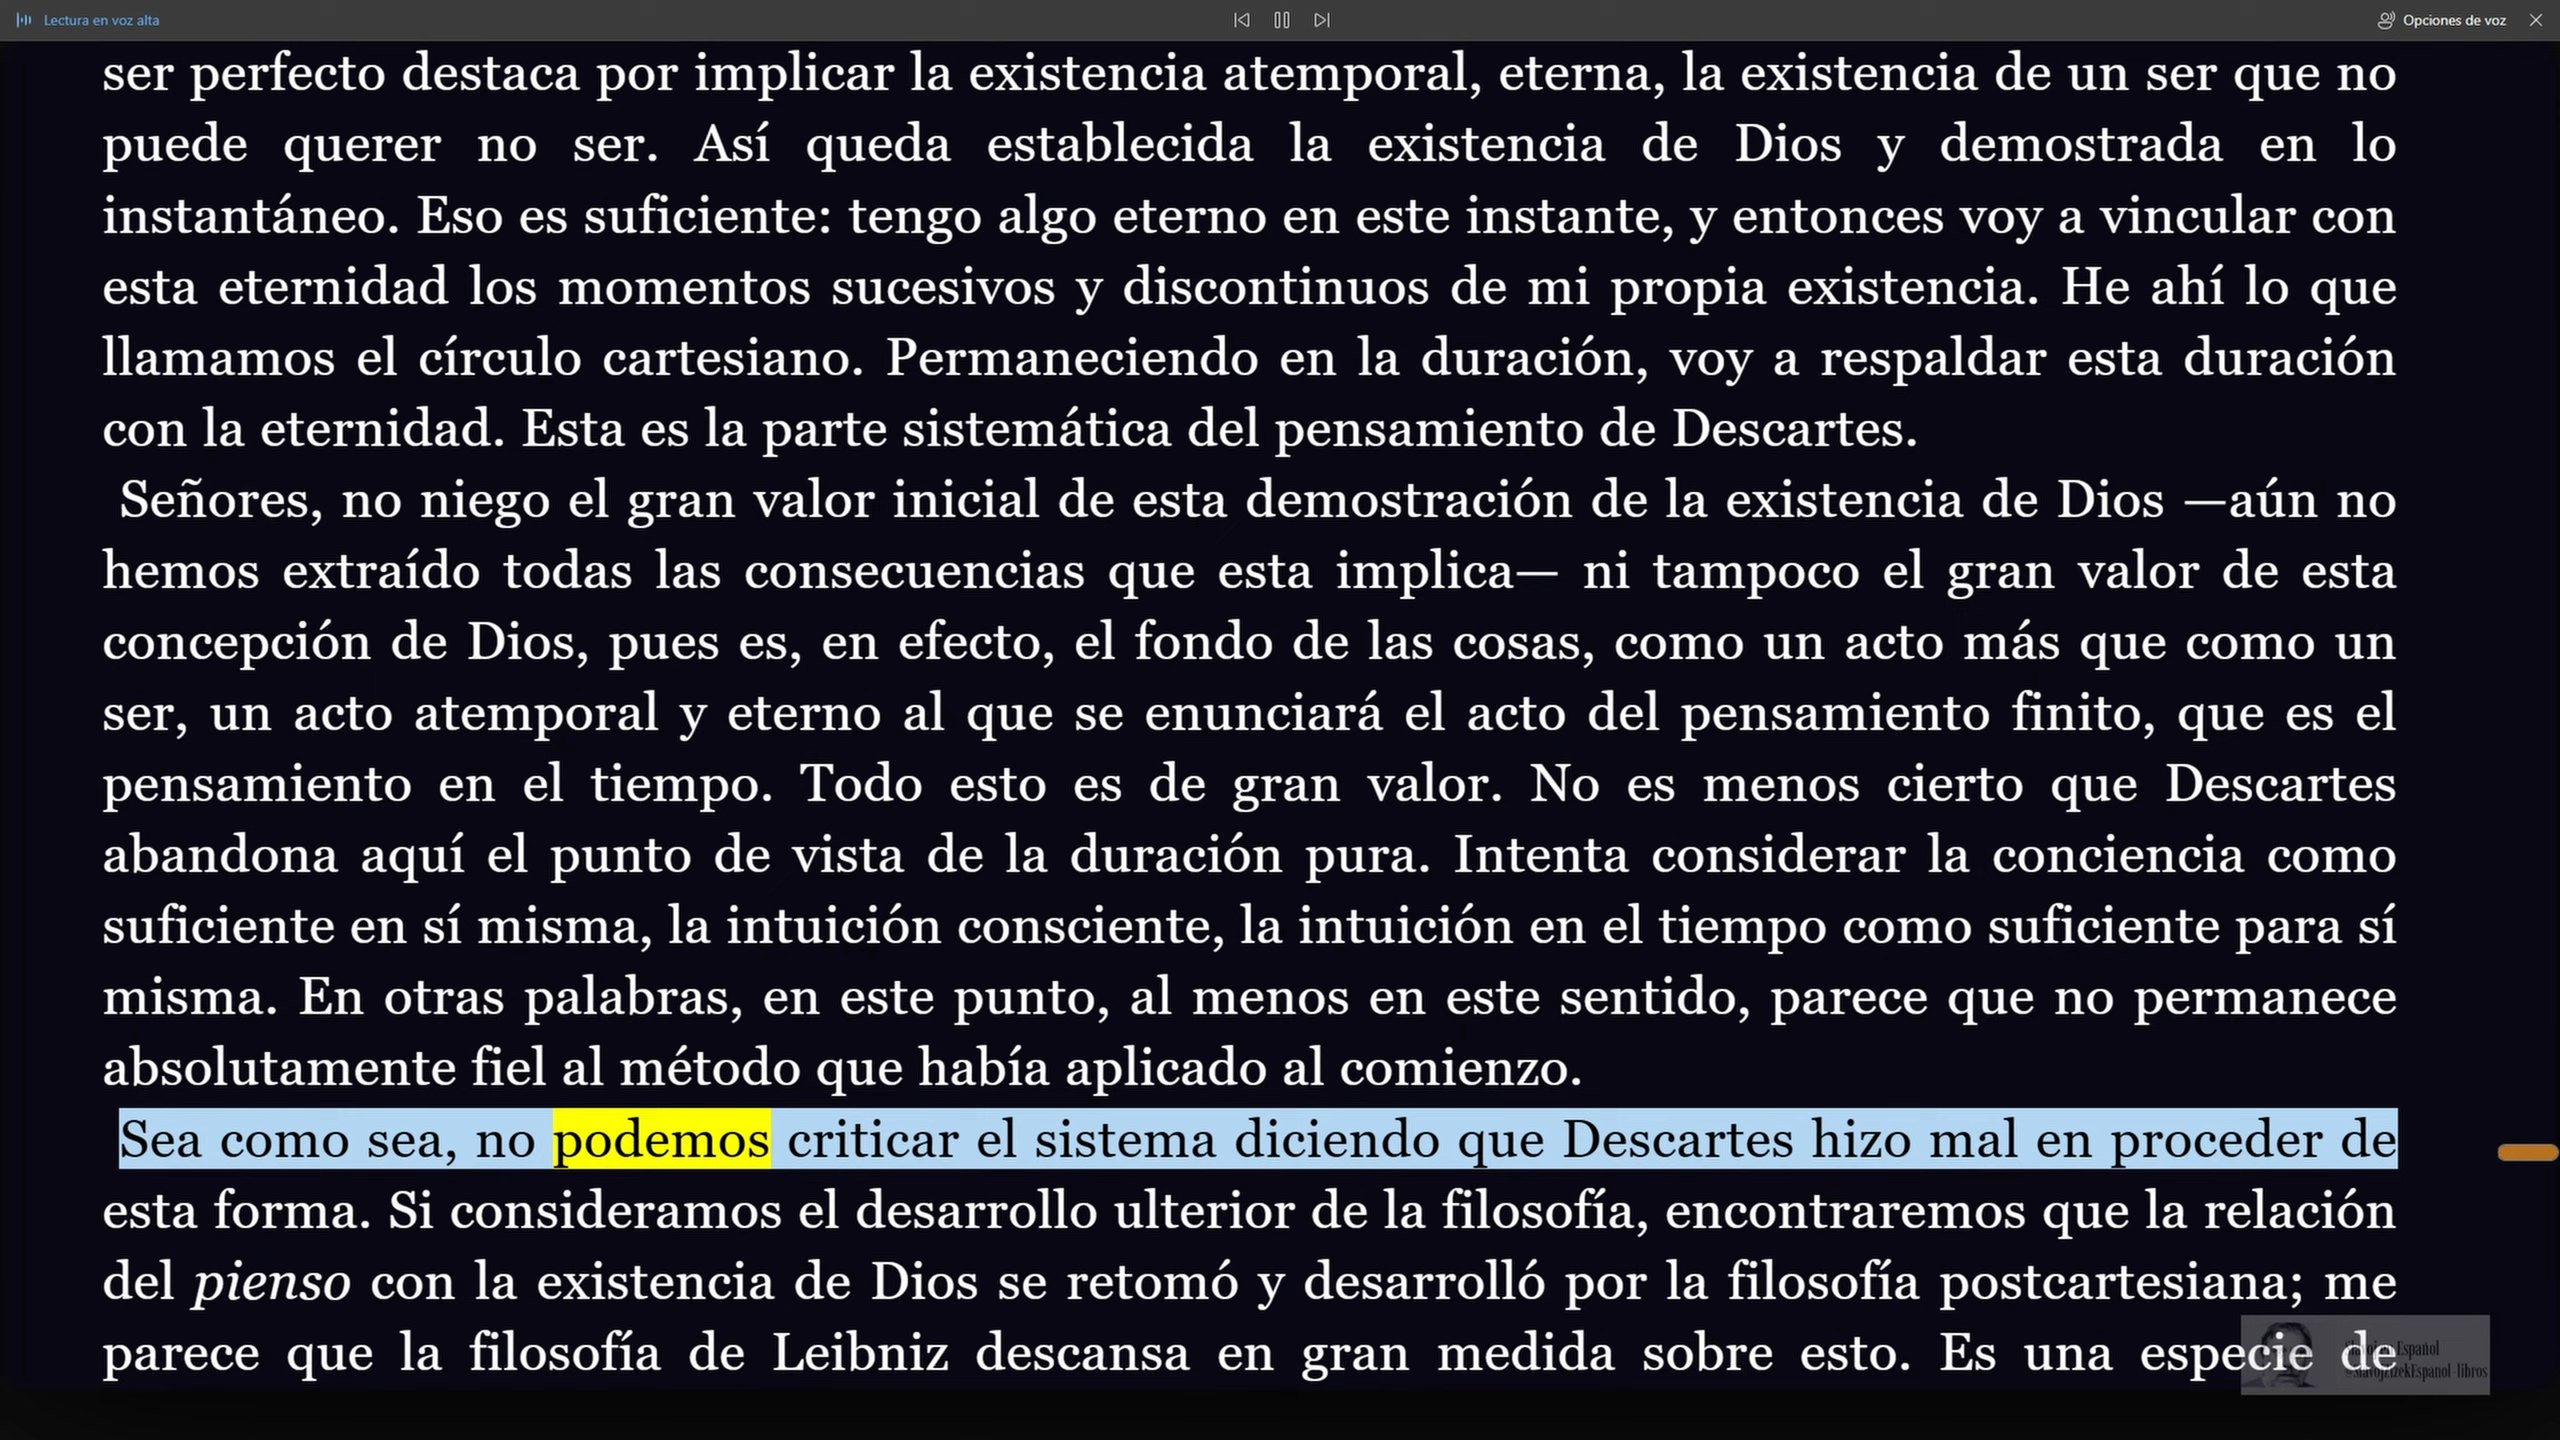 Lectura en voz alta
Opciones de voz
ser perfecto destaca por implicar la existencia atemporal, eterna, la existencia de un ser que no
puede querer no ser. Así queda establecida la existencia de Dios y demostrada en lo
instantáneo. Eso es suficiente: tengo algo eterno en este instante, y entonces voy a vincular con
esta eternidad los momentos sucesivos y discontinuos de mi propia existencia. He ahí lo que
llamamos el círculo cartesiano. Permaneciendo en la duración, voy a respaldar esta duración
con la eternidad. Esta es la parte sistemática del pensamiento de Descartes.
Señores, no niego el gran valor inicial de esta demostración de la existencia de Dios —aún no
hemos extraído todas las consecuencias que esta implica— ni tampoco el gran valor de esta
concepción de Dios, pues es, en efecto, el fondo de las cosas, como un acto más que como un
ser, un acto atemporal y eterno al que se enunciará el acto del pensamiento finito, que es el
pensamiento en el tiempo. Todo esto es de gran valor. No es menos cierto que Descartes
abandona aquí el punto de vista de la duración pura. Intenta considerar la conciencia como
suficiente en sí misma, la intuición consciente, la intuición en el tiempo como suficiente para sí
misma. En otras palabras, en este punto, al menos en este sentido, parece que no permanece
absolutamente fiel al método que había aplicado al comienzo.
Sea como sea, no podemos criticar el sistema diciendo que Descartes hizo mal en proceder de
esta forma. Si consideramos el desarrollo ulterior de la filosofía, encontraremos que la relación
del pienso con la existencia de Dios se retomó y desarrolló por la filosofía postcartesiana; me
parece que la filosofía de Leibniz descansa en gran medida sobre esto. Es una especie de
Español